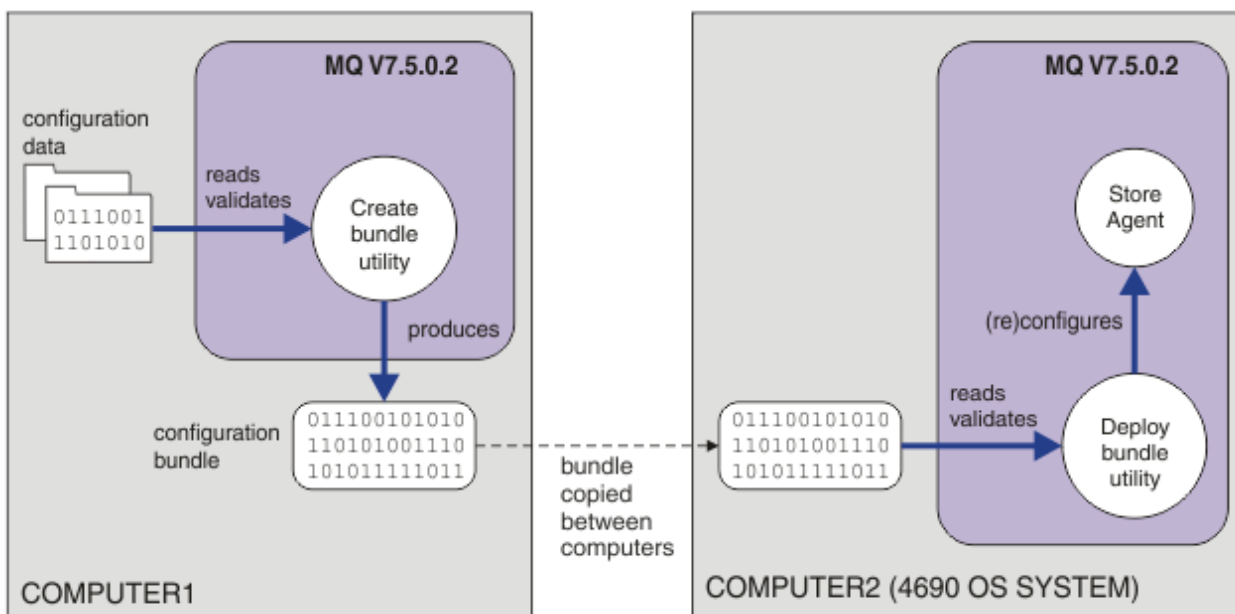 MQ V7.5.0.2
configuration
data
0111001
1101010
reads
validates
Create
bundle
utility
produces
configuration
bundle
011100101010
110101001110
101011111011
COMPUTER1
bundle
copied
between
computers
MQ V7.5.0.2
Store
Agent
(re)configures
reads
validates
011100101010
110101001110
101011111011
Deploy
bundle
utility
COMPUTER2 (4690 OS SYSTEM)